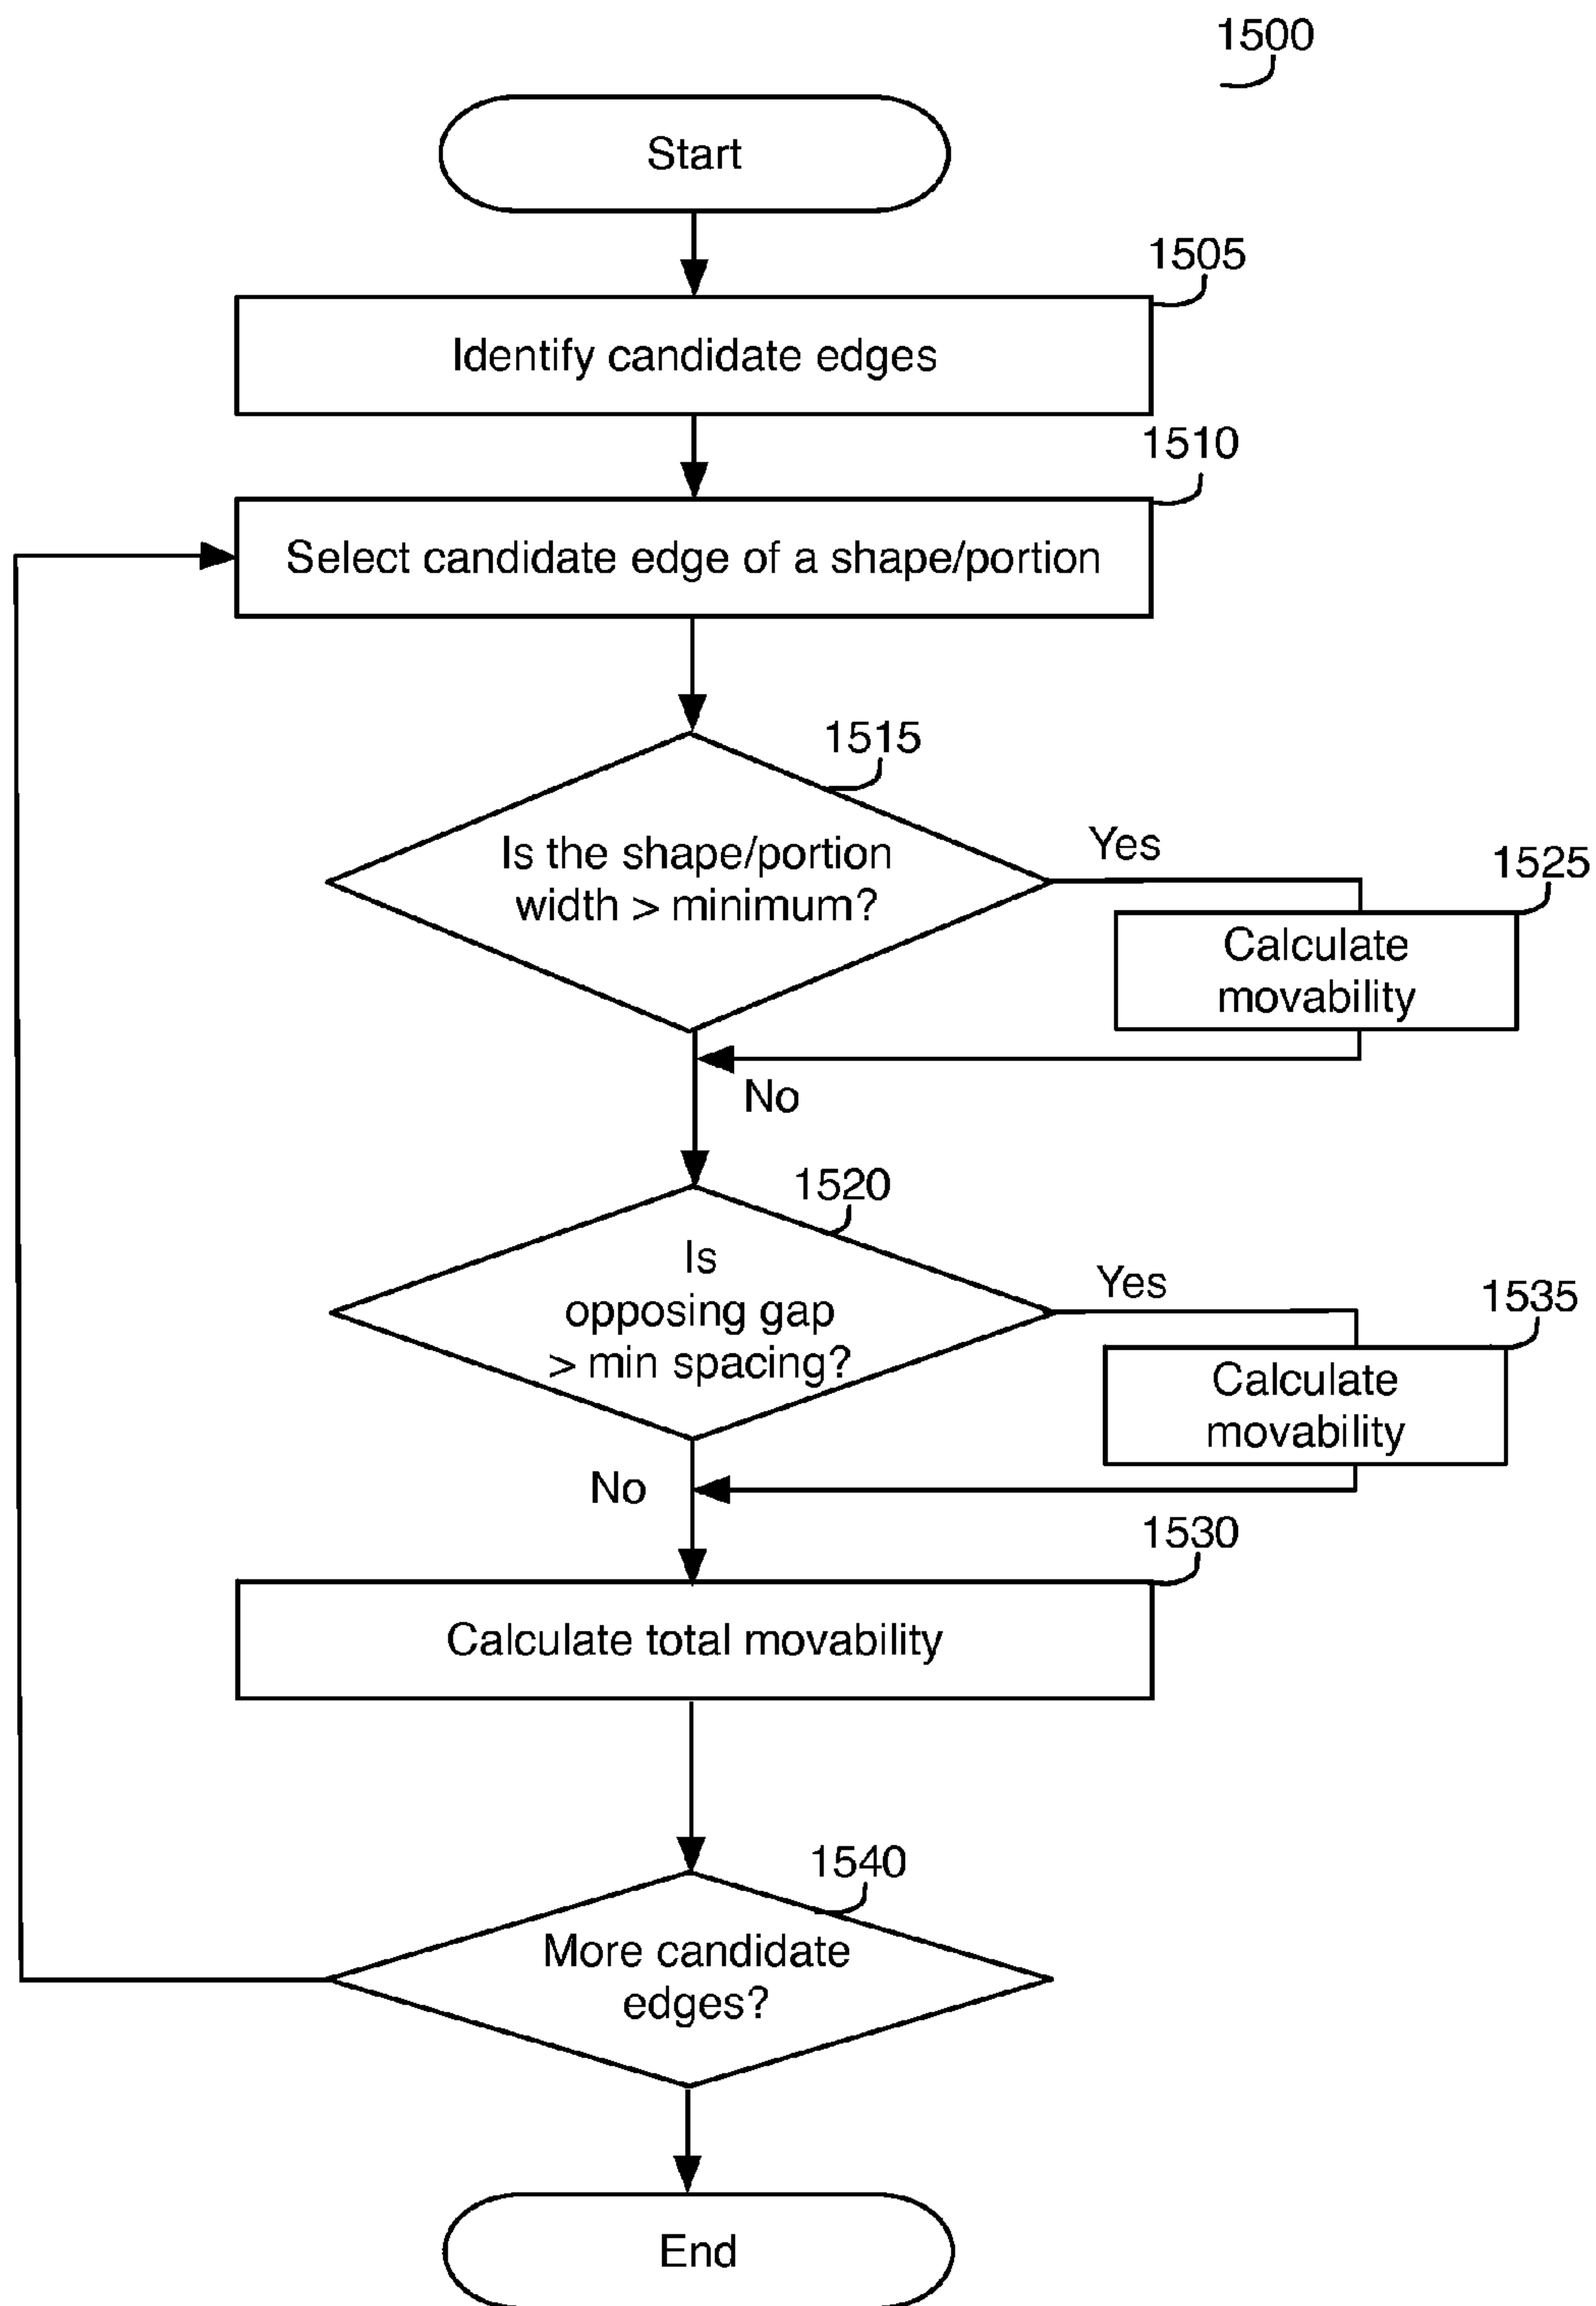 1500
Start
1505
Identify candidate edges
1510
Select candidate edge of a shape/portion
1515
Is the shape/portion
width > minimum?
Yes
1525
Calculate
movability
No
1520
Is
opposing gap
> min spacing?
Yes
1535
Calculate
movability
No
1530
Calculate total movability
1540
More candidate
edges?
End